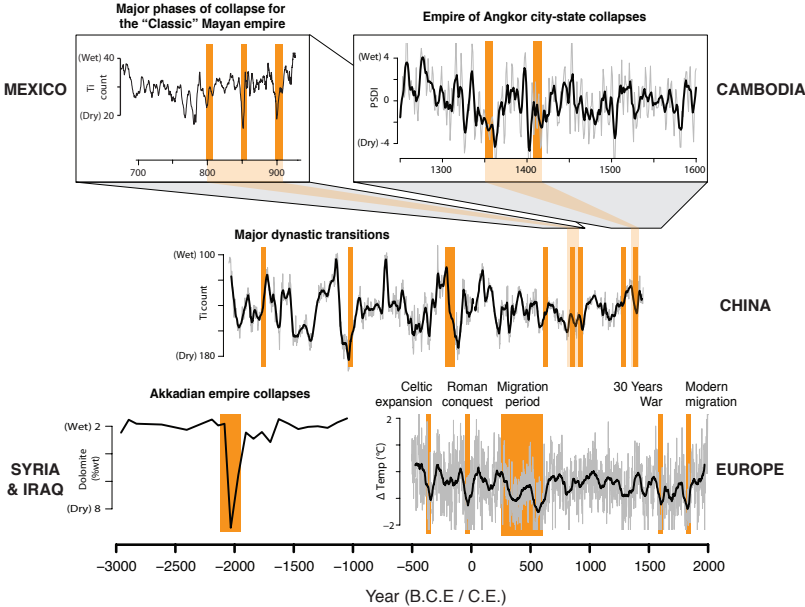 Major phases of collapse for
the “Classic” Mayan empire
Empire of Angkor city-state collapses
MEXICO
(Wet) 40
Ti
count
(Dry) 20
700
800
900
(Wet) 4
PSDI
0
(Dry) -4
1300
1400
1500
1600
CAMBODIA
Major dynastic transitions
(Wet) 100
Ti count
(Dry) 180
CHINA
Akkadian empire collapses
SYRIA
& IRAQ
(Wet) 2
Dolomite
(%wt)
(Dry) 8
Celtic
expansion
Roman
conquest
Migration
period
30 Years
War
Modern
migration
2
Δ Temp (°C)
−2
EUROPE
−3000
−2500
−2000
−1500
−1000
−500
0
500
1000
1500
2000
Year (B.C.E / C.E.)